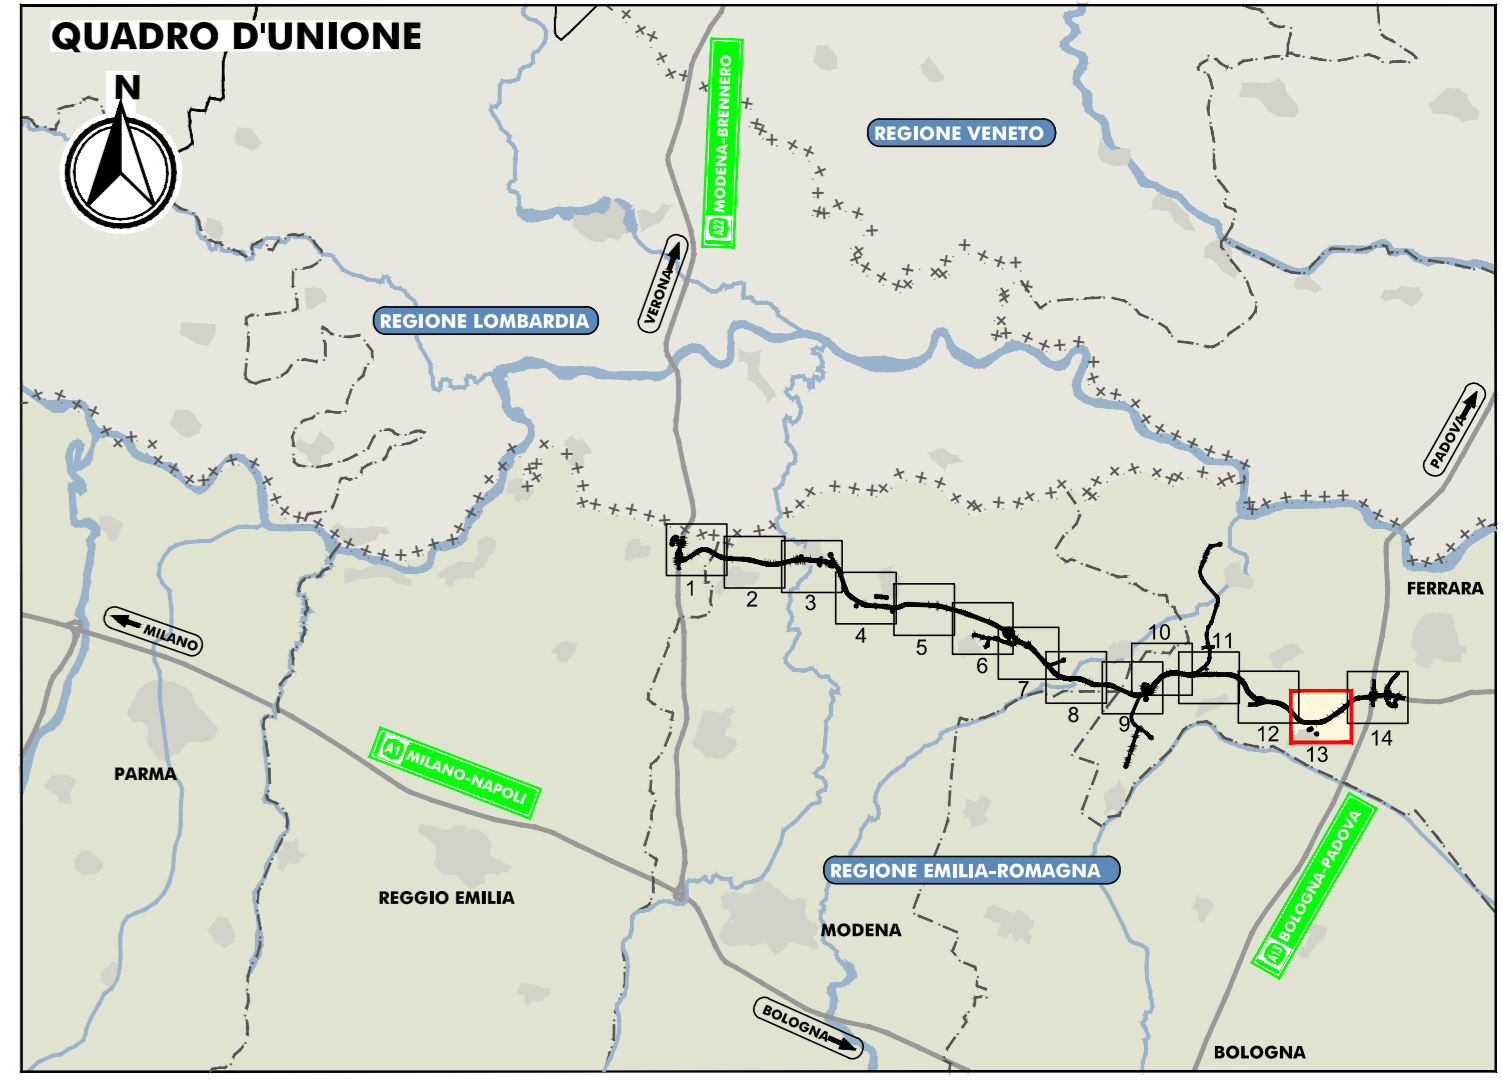 QUADRO D'UNIONE
N
A22 MODENA-BRENNERO
REGIONE VENETO
VERONA
REGIONE LOMBARDIA
PADOVA
FERRARA
MILANO
1
2
3
4
5
6
7
8
9
10
11
12
13
14
PARMA
A1 MILANO-NAPOLI
REGGIO EMILIA
REGIONE EMILIA-ROMAGNA
MODENA
A13 BOLOGNA-PADOVA
BOLOGNA
BOLOGNA